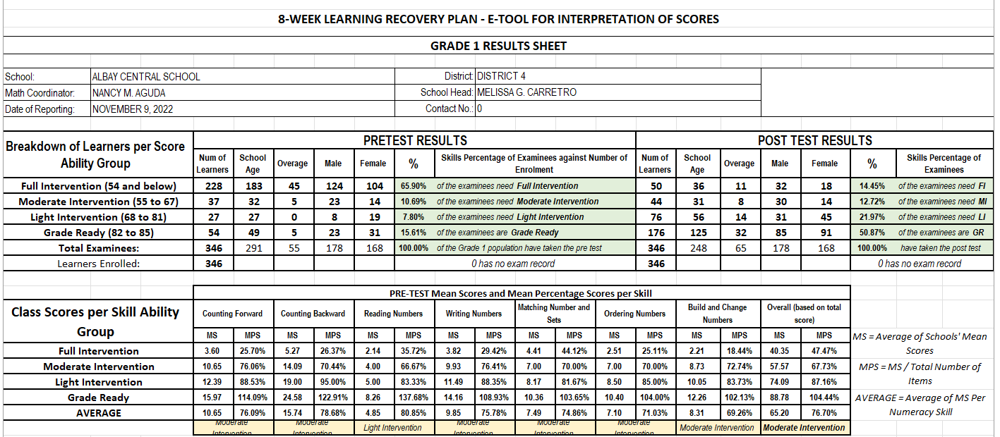 8-WEEK LEARNING RECOVERY PLAN - E-TOOL FOR INTERPRETATION OF SCORES
GRADE 1 RESULTS SHEET
School: ALBAY CENTRAL SCHOOL District: DISTRICT 4
Math Coordinator: NANCY M. AGUDA School Head: MELISSA G. CARRETRO
Date of Reporting: NOVEMBER 9, 2022 Contact No.: 0
Breakdown of Learners per Score Ability Group PRETEST RESULTS POST TEST RESULTS
Num of Learners School Age Overage Male Female % Skills Percentage of Examinees against Number of Enrolment Num of Learners School Age Overage Male Female % Skills Percentage of Examinees
Full Intervention (54 and below) 228 183 45 124 104 65.90% of the examinees need Full Intervention 50 36 11 32 18 14.45% of the examinees need FI
Moderate Intervention (55 to 67) 37 32 5 23 14 10.69% of the examinees need Moderate Intervention 44 31 8 30 14 12.72% of the examinees need MI
Light Intervention (68 to 81) 27 27 0 8 19 7.80% of the examinees need Light Intervention 76 56 14 31 45 21.97% of the examinees need LI
Grade Ready (82 to 85) 54 49 5 23 31 15.61% of the examinees are Grade Ready 176 125 32 85 91 50.87% of the examinees are GR
Total Examinees: 346 291 55 178 168 100.00% of the Grade 1 population have taken the pre test 346 248 65 178 168 100.00% have taken the post test
Learners Enrolled: 346 0 has no exam record 346 0 has no exam record
PRE-TEST Mean Scores and Mean Percentage Scores per Skill
Class Scores per Skill Ability Group Counting Forward Counting Backward Reading Numbers Writing Numbers Matching Number and Sets Ordering Numbers Build and Change Numbers Overall (based on total score)
MS MPS MS MPS MS MPS MS MPS MS MPS MS MPS MS MPS MS MPS
Full Intervention 3.60 25.70% 5.27 26.37% 2.14 35.72% 3.82 29.42% 4.41 44.12% 2.51 25.11% 2.21 18.44% 40.35 47.47%
Moderate Intervention 10.65 76.06% 14.09 70.44% 4.00 66.67% 9.93 76.41% 7.00 70.00% 7.00 70.00% 8.73 72.74% 57.57 67.73%
Light Intervention 12.39 88.53% 19.00 95.00% 5.00 83.33% 11.49 88.35% 8.17 81.67% 8.50 85.00% 10.05 83.73% 74.09 87.16%
Grade Ready 15.97 114.09% 24.58 122.91% 8.26 137.68% 14.16 108.93% 10.36 103.65% 10.40 104.00% 12.26 102.13% 88.78 104.44%
AVERAGE 10.65 76.09% 15.74 78.68% 4.85 80.85% 9.85 75.78% 7.49 74.86% 7.10 71.03% 8.31 69.26% 65.20 76.70%
Moderate Intervention Moderate Intervention Light Intervention Moderate Intervention Moderate Intervention Moderate Intervention Moderate Intervention Moderate Intervention
MS = Average of Schools' Mean Scores
MPS = MS / Total Number of Items
AVERAGE = Average of MS Per Numeracy Skill